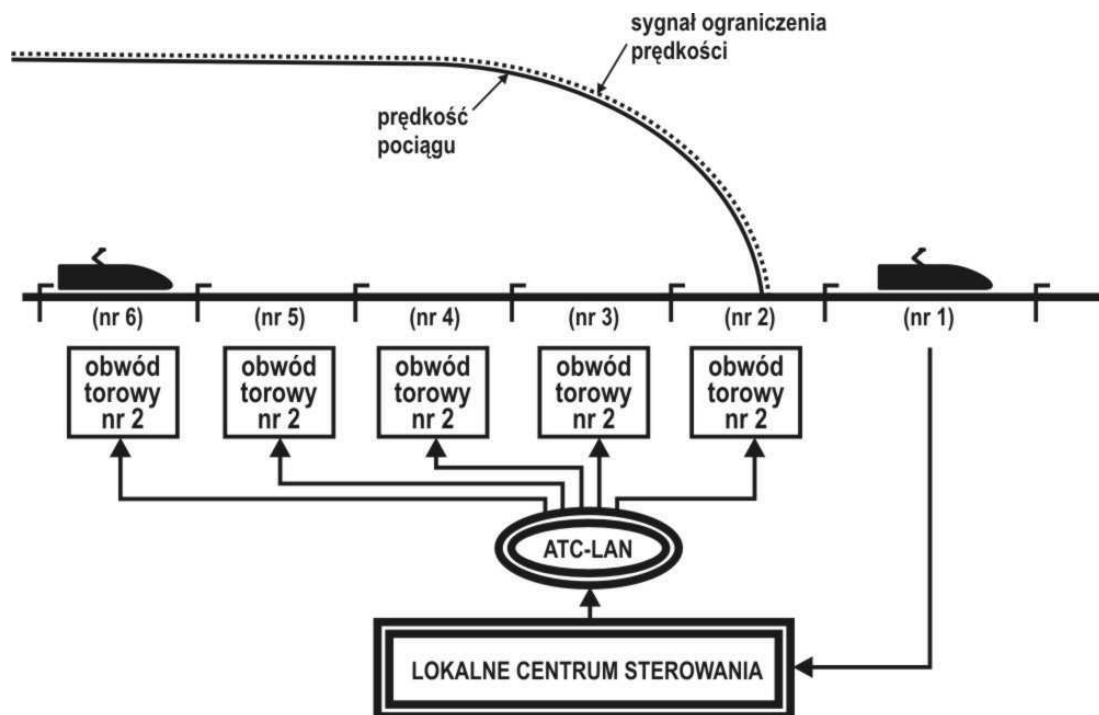 sygnał ograniczenia
prędkości
prędkość
pociągu
(nr 6)
(nr 5)
(nr 4)
(nr 3)
(nr 2)
(nr 1)
obwód
torowy
nr 2
obwód
torowy
nr 2
obwód
torowy
nr 2
obwód
torowy
nr 2
obwód
torowy
nr 2
ATC-LAN
LOKALNE CENTRUM STEROWANIA